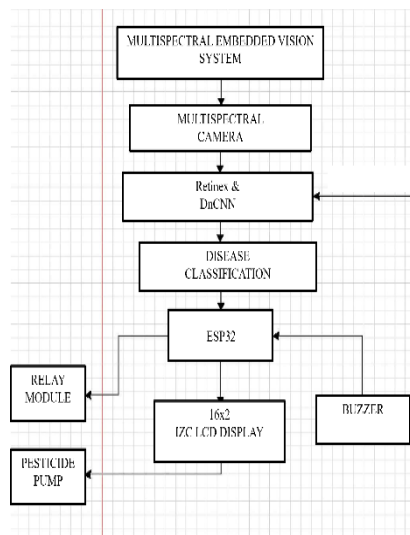 MULTISPECTRAL EMBEDDED VISION
SYSTEM
MULTISPECTRAL
CAMERA
Retinex &
DnCNN
DISEASE
CLASSIFICATION
ESP32
RELAY
MODULE
16x2
IZC LCD DISPLAY
BUZZER
PESTICIDE
PUMP